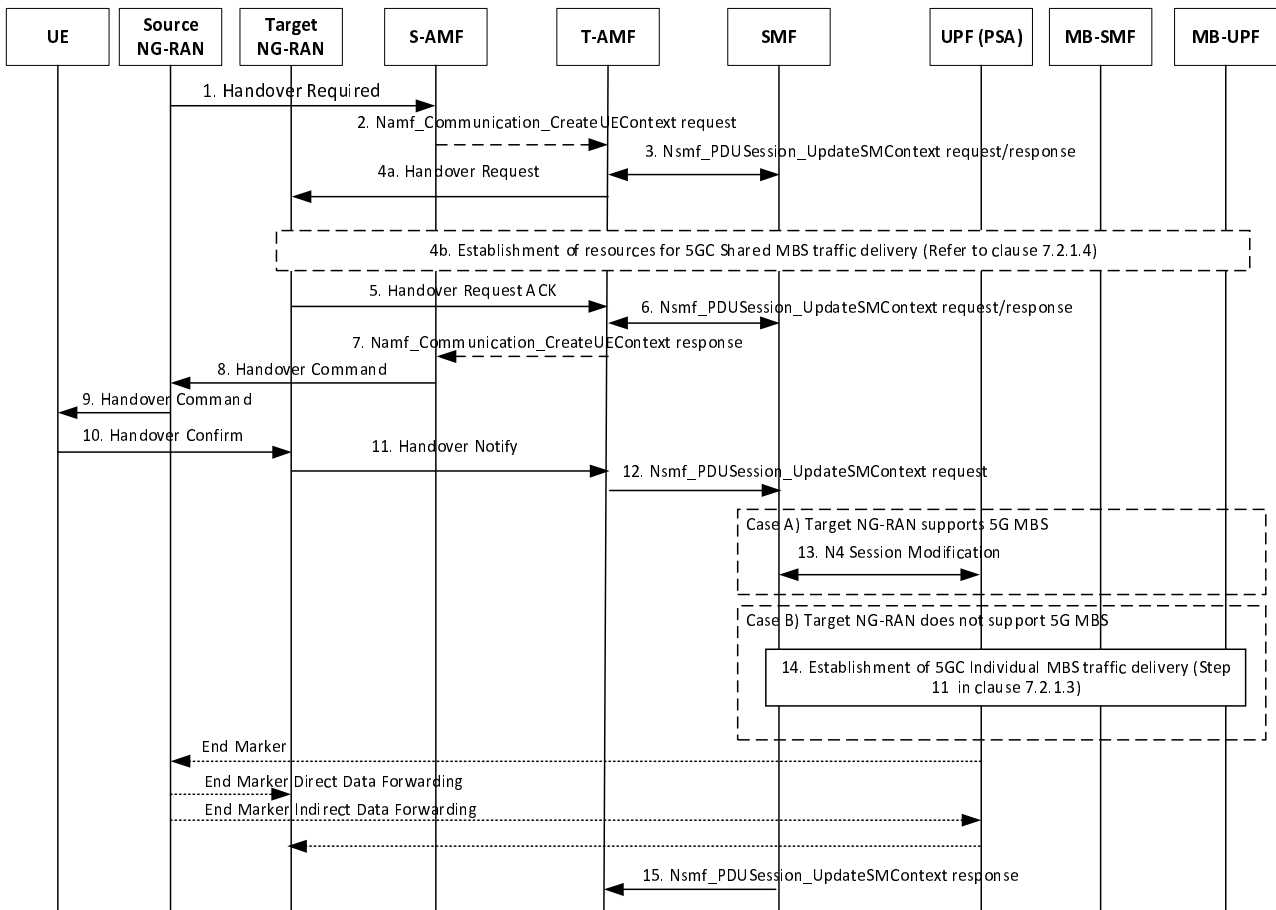 UE
Source
NG-RAN
Target
NG-RAN
S-AMF
T-AMF
SMF
UPF (PSA)
MB-SMF
MB-UPF
1. Handover Required
2. Namf_Communication_CreateUEContext request
3. Nsmf_PDUSession_UpdateSMContext request/response
4a. Handover Request
4b. Establishment of resources for 5GC Shared MBS traffic delivery (Refer to clause 7.2.1.4)
5. Handover Request ACK
6. Nsmf_PDUSession_UpdateSMContext request/response
7. Namf_Communication_CreateUEContext response
8. Handover Command
9. Handover Command
10. Handover Confirm
11. Handover Notify
12. Nsmf_PDUSession_UpdateSMContext request
Case A) Target NG-RAN supports 5G MBS
13. N4 Session Modification
Case B) Target NG-RAN does not support 5G MBS
14. Establishment of 5GC Individual MBS traffic delivery (Step
11 in clause 7.2.1.3)
End Marker
End Marker Direct Data Forwarding
End Marker Indirect Data Forwarding
15. Nsmf_PDUSession_UpdateSMContext response